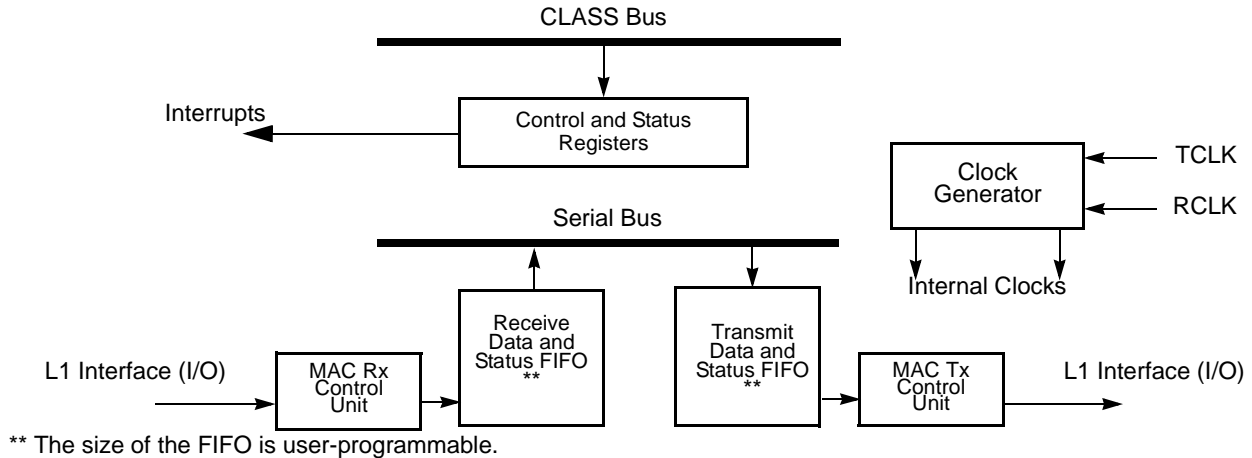 CLASS Bus
Interrupts
Control and Status
Registers
Clock
Generator
TCLK
RCLK
Serial Bus
Internal Clocks
Receive
Data and
Status FIFO
**
Transmit
Data and
Status FIFO
**
L1 Interface (I/O)
MAC Rx
Control
Unit
MAC Tx
Control
Unit
L1 Interface (I/O)
** The size of the FIFO is user-programmable.